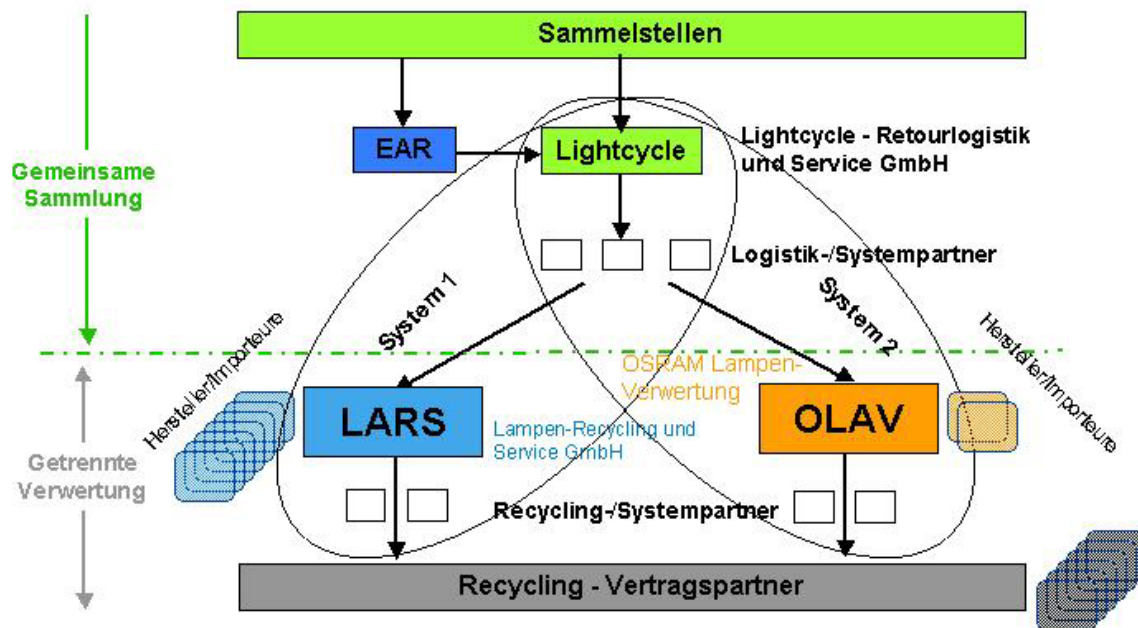 Sammelstellen
EAR
Lightcycle
Lightcycle - Retourlogistik
und Service GmbH
Gemeinsame
Sammlung
Logistik-/Systempartner
System 1
System 2
Hersteller/Importeure
Hersteller/Importeure
OSRAM Lampen-
Verwertung
LARS
OLAV
Lampen-Recycling und
Service GmbH
Getrennte
Verwertung
Recycling-/Systempartner
Recycling - Vertragspartner